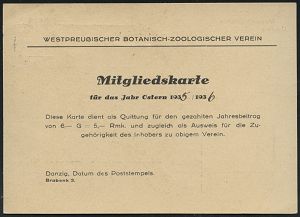 WESTPREUßISCHER BOTANISCH-ZOOLOGISCHER VEREIN
Mitgliedskarte
für das Jahr Ostern 1935/1936
Diese Karte dient als Quittung für den gezahlten Jahresbeitrag
von 6,— G = 5,— Rmk. und zugleich als Ausweis für die Zu-
gehörigkeit des Inhabers zu obigem Verein.
Danzig, Datum des Poststempels.
Brabank 3.